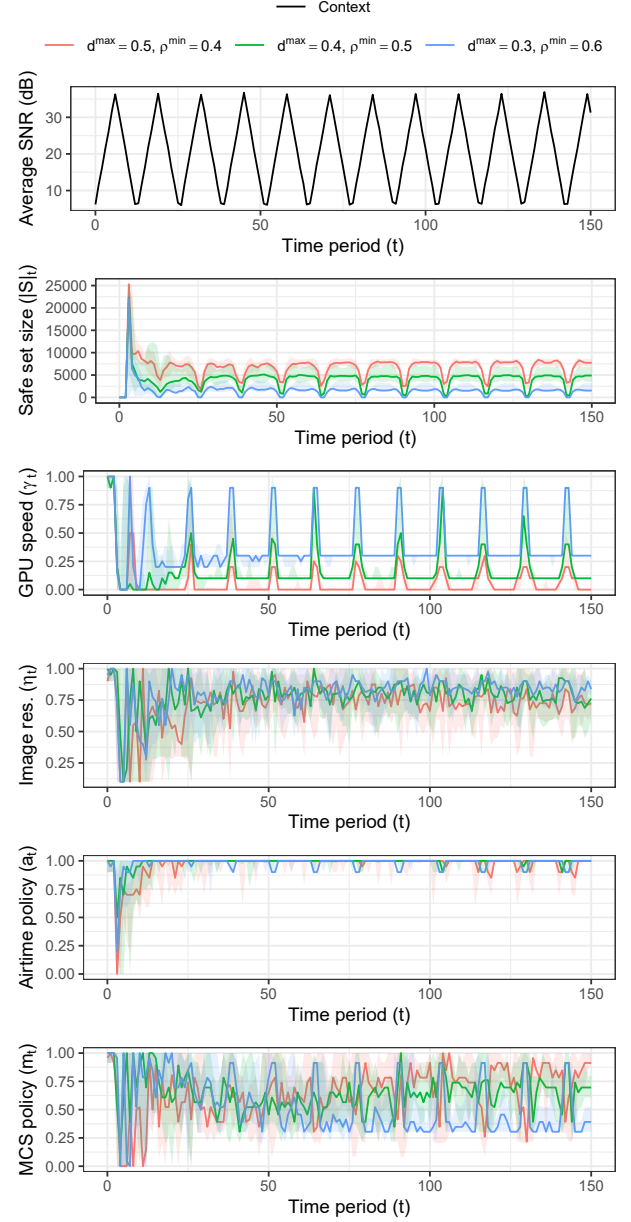 Context
d^max = 0.5, ρ^min = 0.4
d^max = 0.4, ρ^min = 0.5
d^max = 0.3, ρ^min = 0.6
Average SNR (dB)
30
20
10
0 50 100 150
Time period (t)
Safe set size (|S|t)
25000
20000
15000
10000
5000
0
0 50 100 150
Time period (t)
GPU speed (γt)
1.00
0.75
0.50
0.25
0.00
0 50 100 150
Time period (t)
Image res. (ηt)
1.00
0.75
0.50
0.25
0 50 100 150
Time period (t)
Airtime policy (at)
1.00
0.75
0.50
0.25
0.00
0 50 100 150
Time period (t)
MCS policy (mt)
1.00
0.75
0.50
0.25
0.00
0 50 100 150
Time period (t)